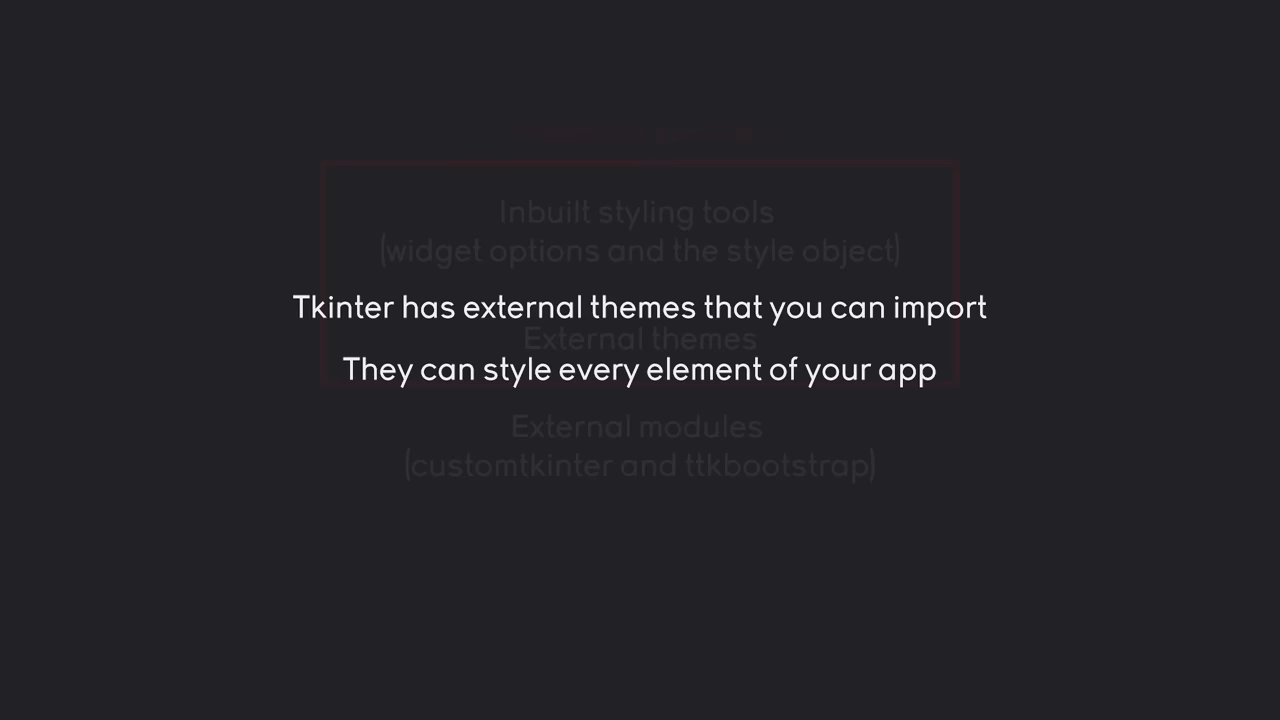 Inbuilt styling tools
(widget options and the style object)
Tkinter has external themes that you can import
External themes
They can style every element of your app
External modules
(customtkinter and ttkbootstrap)